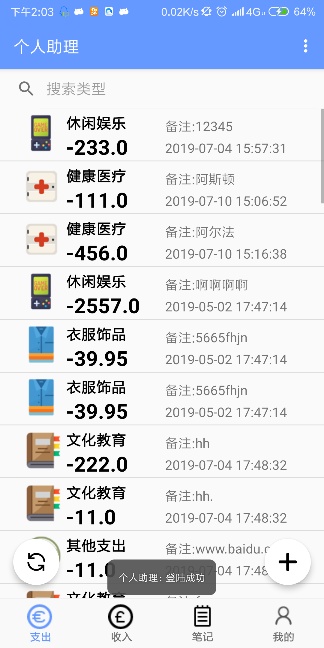 下午2:03 0.02K/s 4G 64%
个人助理
搜索类型
休闲娱乐 备注:12345
-233.0 2019-07-04 15:57:31
健康医疗 备注:阿斯顿
-111.0 2019-07-10 15:06:52
健康医疗 备注:阿尔法
-456.0 2019-07-10 15:16:38
休闲娱乐 备注:啊啊啊啊
-2557.0 2019-05-02 17:47:14
衣服饰品 备注:5665fhjn
-39.95 2019-05-02 17:47:14
衣服饰品 备注:5665fhjn
-39.95 2019-05-02 17:47:14
文化教育 备注:hh
-222.0 2019-07-04 17:48:32
文化教育 备注:hh.
-11.0 2019-07-04 17:48:32
其他支出 备注:www.baidu.c
-11.0 2019-07-04 17:48
个人助理：登陆成功
文化教育
支出 收入 笔记 我的